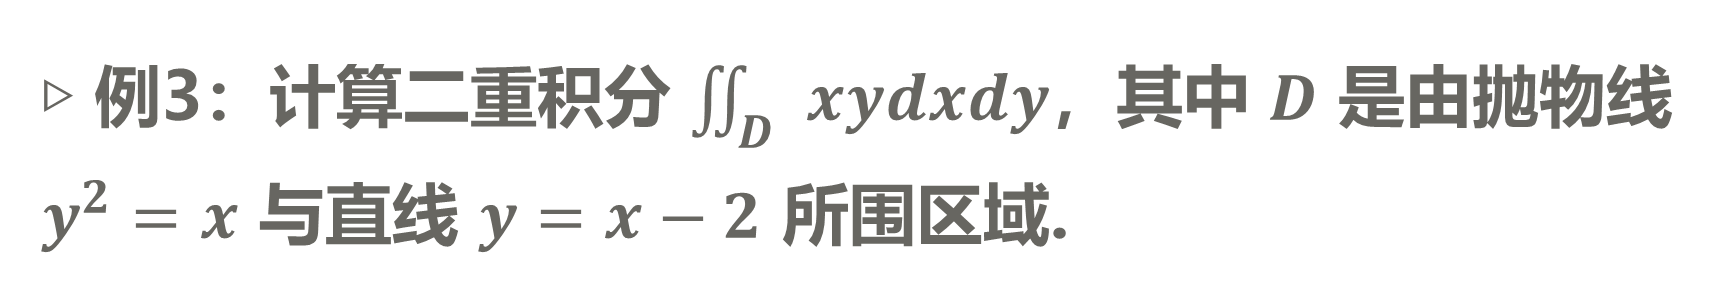 ▷ 例3：计算二重积分 ∬_D xydxdy，其中 D 是由抛物线
y² = x 与直线 y = x − 2 所围区域.